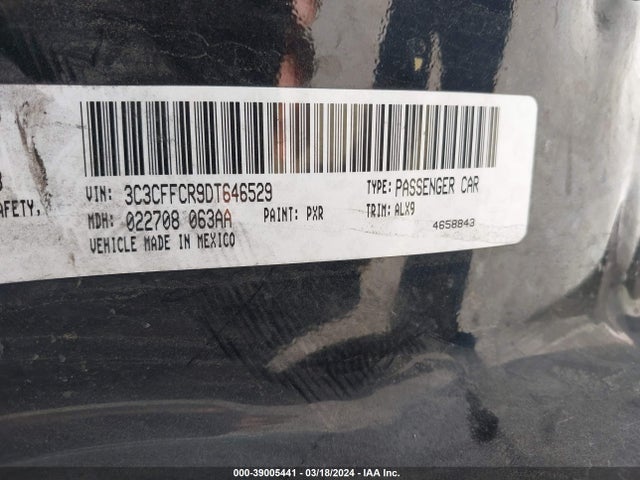 3
AFETY,
VIN: 3C3CFFCR9DT646529 TYPE: PASSENGER CAR
MDH: 022708 063AA PAINT: PXR TRIM: ALX9
VEHICLE MADE IN MEXICO 4658843
000-39005441 - 03/18/2024 - IAA Inc.